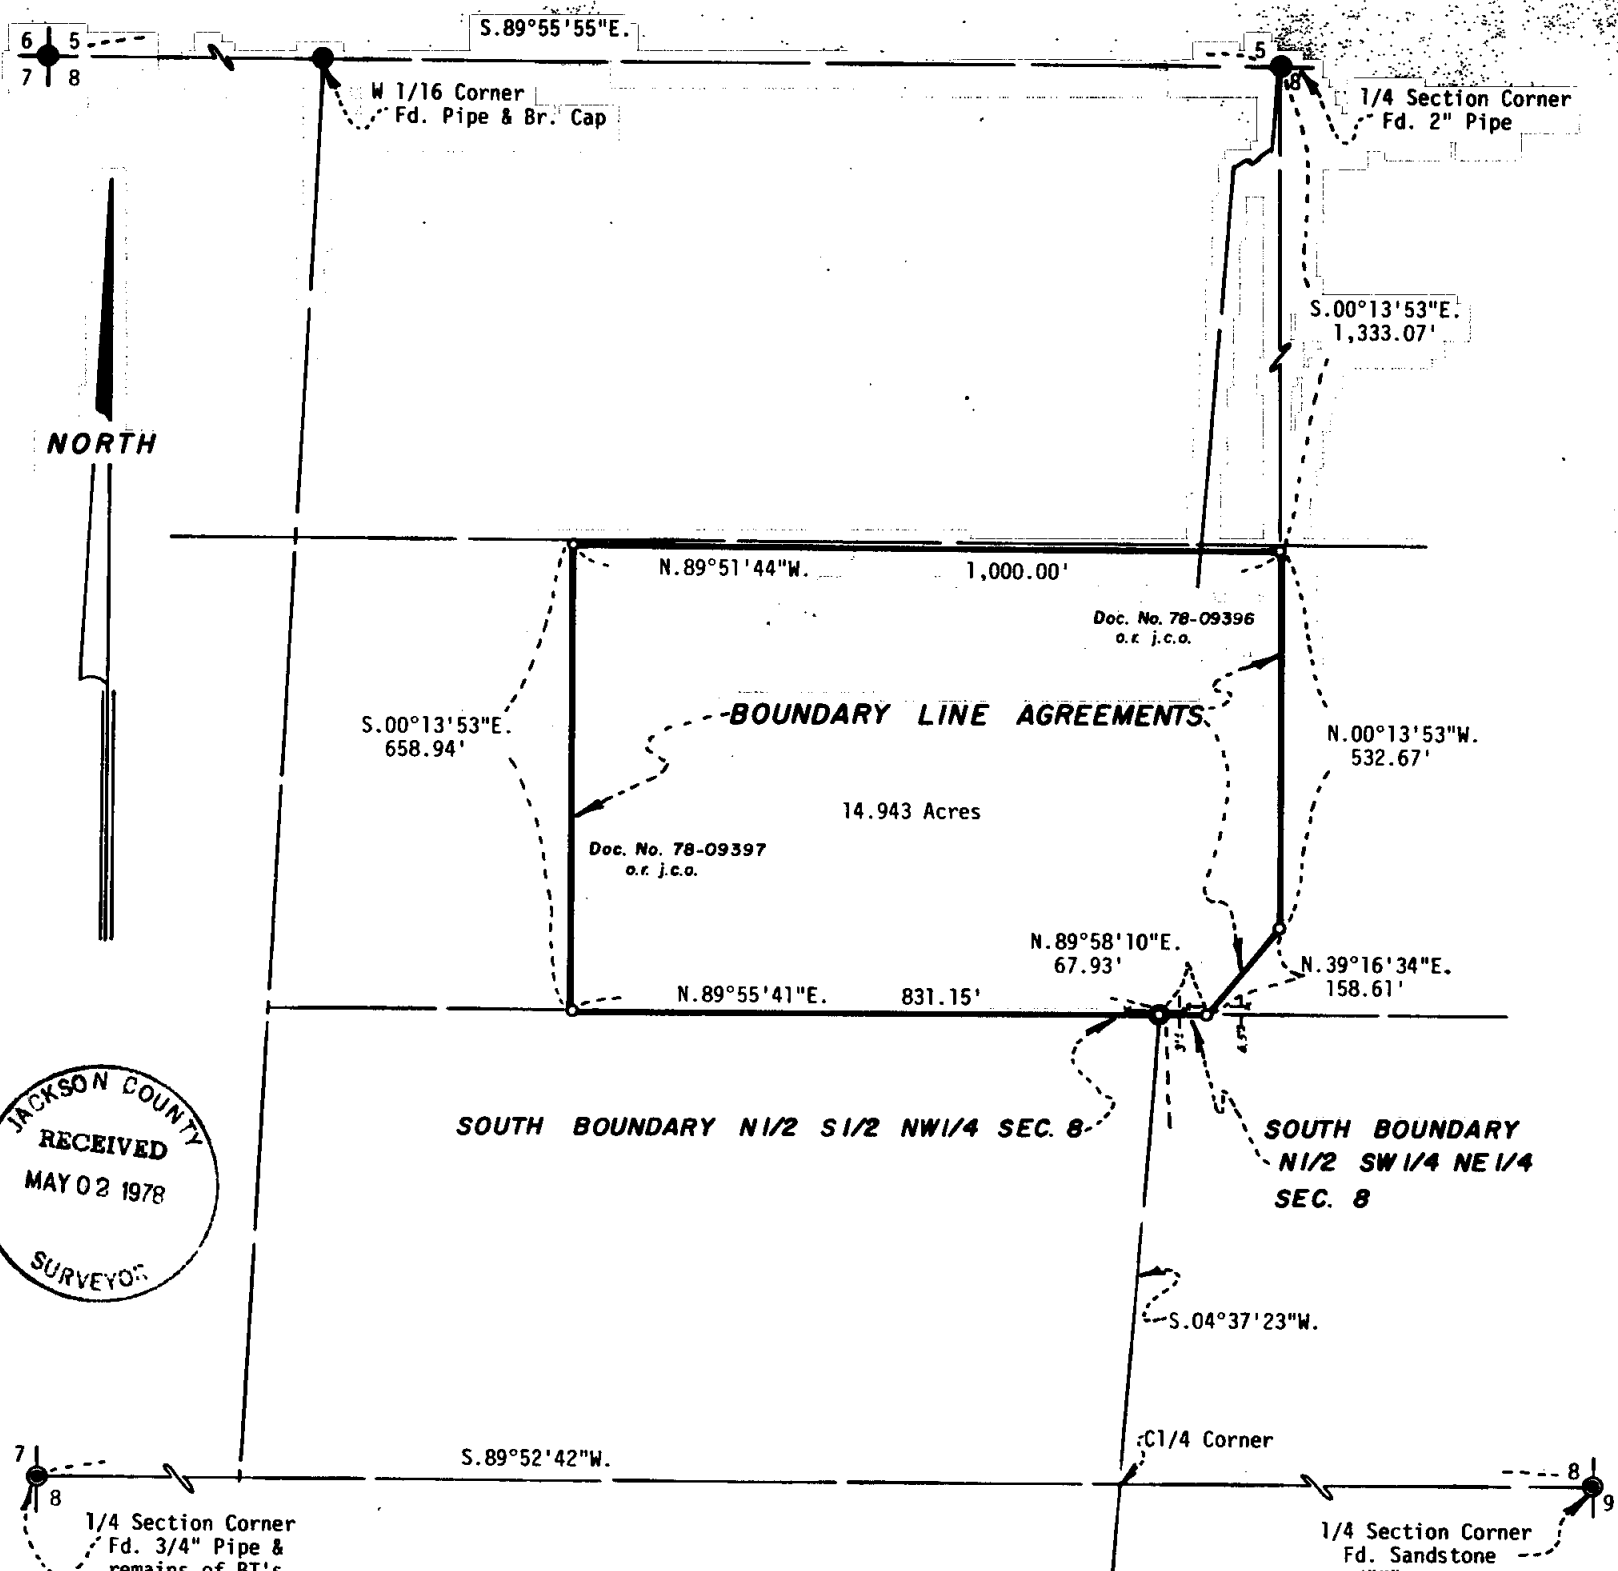 S.89°55'55"E.
6 5
7 8
5
8
W 1/16 Corner
Fd. Pipe & Br. Cap
1/4 Section Corner
Fd. 2" Pipe
S.00°13'53"E.
1,333.07'
NORTH
N.89°51'44"W. 1,000.00'
Doc. No. 78-09396
o.r. j.c.o.
BOUNDARY LINE AGREEMENTS
S.00°13'53"E.
658.94'
N.00°13'53"W.
532.67'
14.943 Acres
Doc. No. 78-09397
o.r. j.c.o.
N.89°58'10"E.
67.93'
N.39°16'34"E.
158.61'
N.89°55'41"E. 831.15'
JACKSON COUNTY
RECEIVED
MAY 02 1978
SURVEYOR
SOUTH BOUNDARY N1/2 S1/2 NW1/4 SEC. 8
SOUTH BOUNDARY
N1/2 SW1/4 NE1/4
SEC. 8
S.04°37'23"W.
C1/4 Corner
S.89°52'42"W.
7
8
8
9
1/4 Section Corner
Fd. 3/4" Pipe &
remains of BT's
1/4 Section Corner
Fd. Sandstone